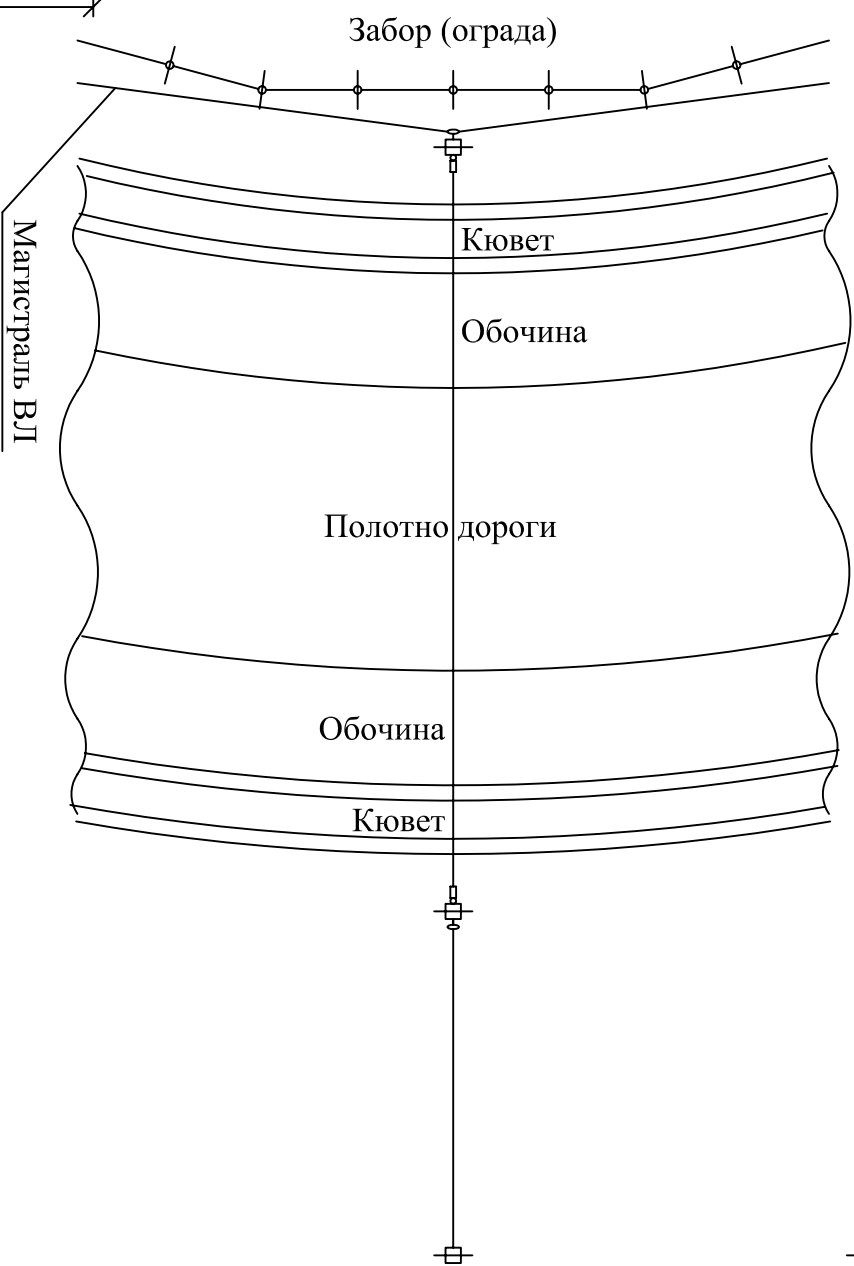 Забор (ограда)
Магистраль ВЛ
Кювет
Обочина
Полотно дороги
Обочина
Кювет